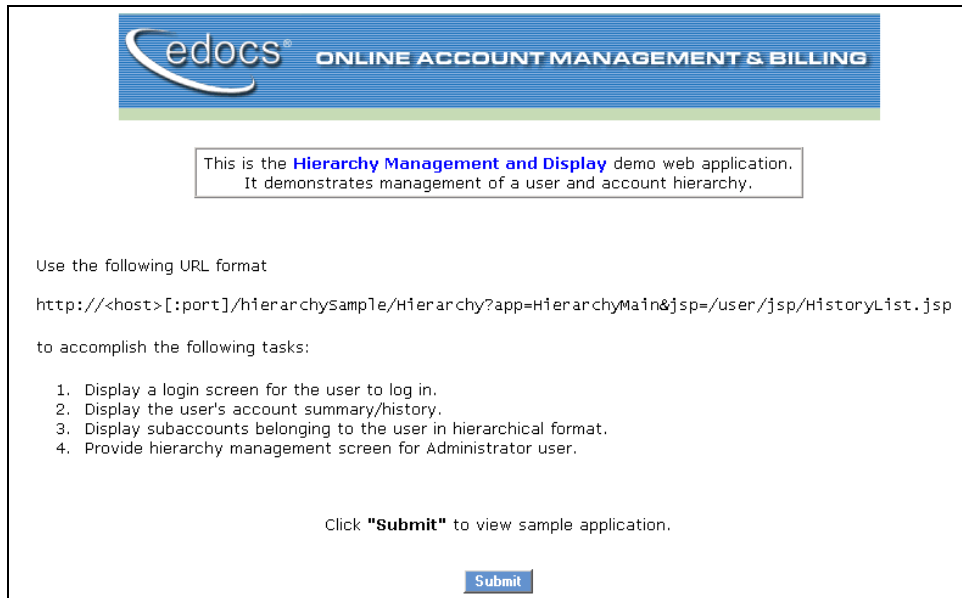 edocs® ONLINE ACCOUNT MANAGEMENT & BILLING
This is the Hierarchy Management and Display demo web application.
It demonstrates management of a user and account hierarchy.
Use the following URL format
http://<host>[:port]/hierarchySample/Hierarchy?app=HierarchyMain&jsp=/user/jsp/HistoryList.jsp
to accomplish the following tasks:
1. Display a login screen for the user to log in.
2. Display the user's account summary/history.
3. Display subaccounts belonging to the user in hierarchical format.
4. Provide hierarchy management screen for Administrator user.
Click "Submit" to view sample application.
Submit